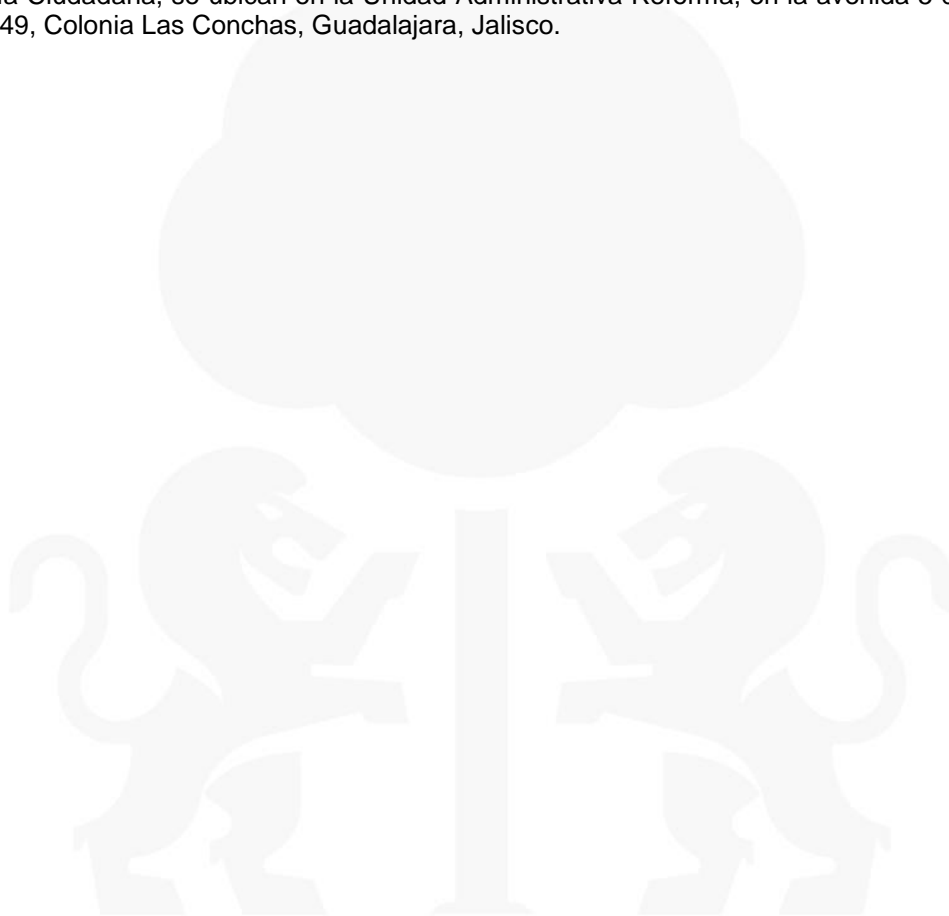 Ciudadana, se ubican en la Unidad Administrativa Reforma, en la avenida
49, Colonia Las Conchas, Guadalajara, Jalisco.